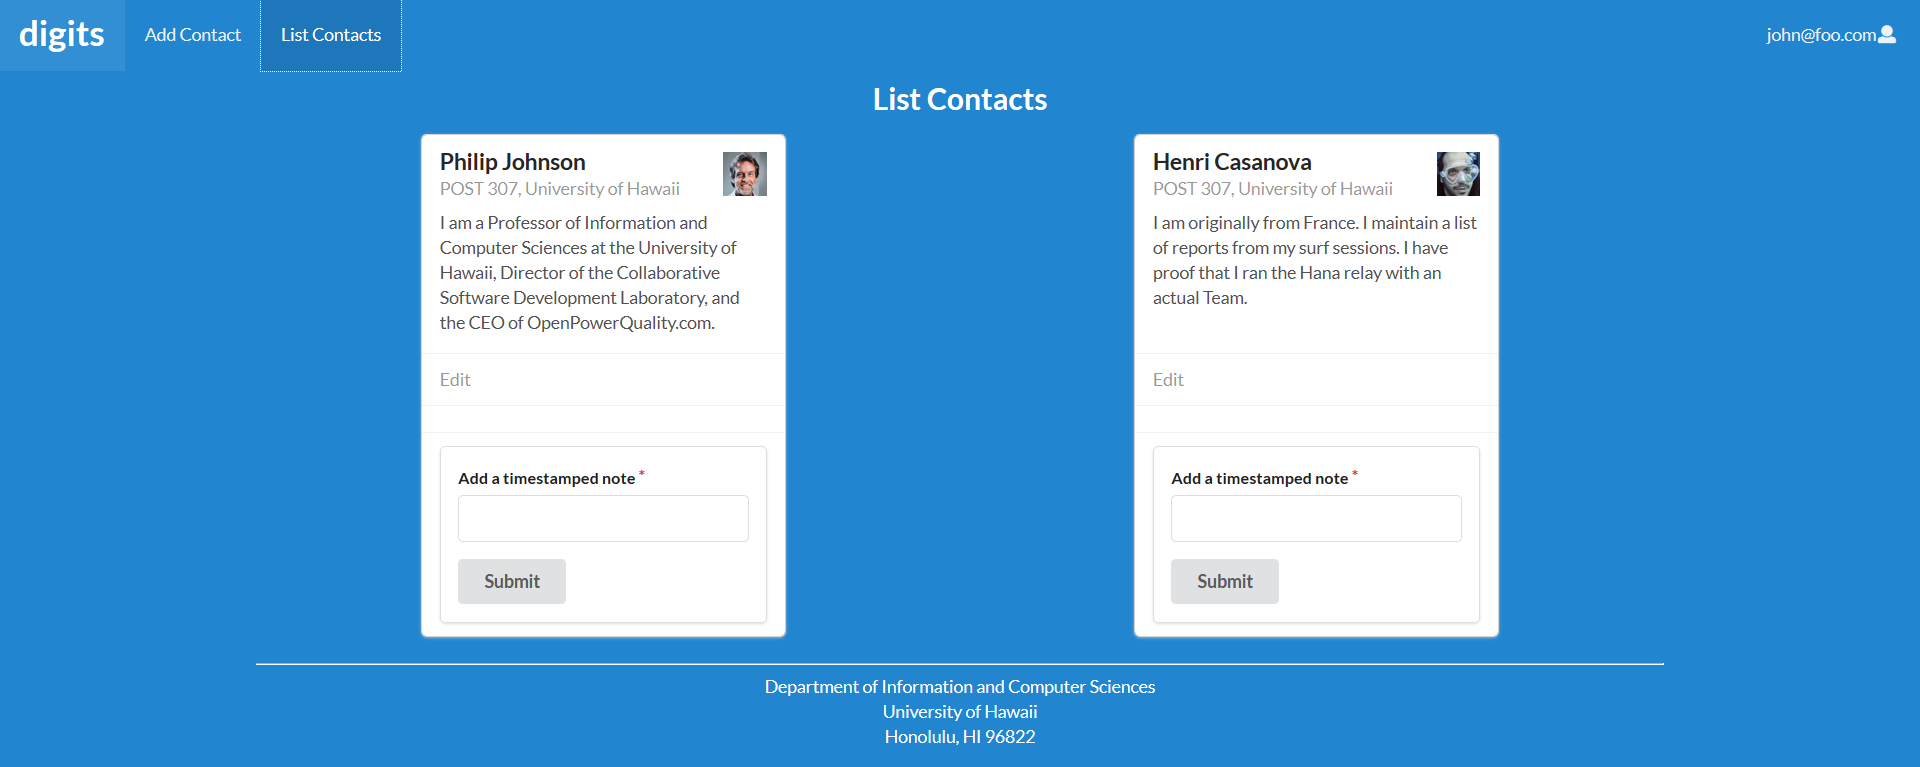 digits
Add Contact
List Contacts
john@foo.com
List Contacts
Philip Johnson
POST 307, University of Hawaii
I am a Professor of Information and
Computer Sciences at the University of
Hawaii, Director of the Collaborative
Software Development Laboratory, and
the CEO of OpenPowerQuality.com.
Edit
Add a timestamped note *
Submit
Henri Casanova
POST 307, University of Hawaii
I am originally from France. I maintain a list
of reports from my surf sessions. I have
proof that I ran the Hana relay with an
actual Team.
Edit
Add a timestamped note *
Submit
Department of Information and Computer Sciences
University of Hawaii
Honolulu, HI 96822